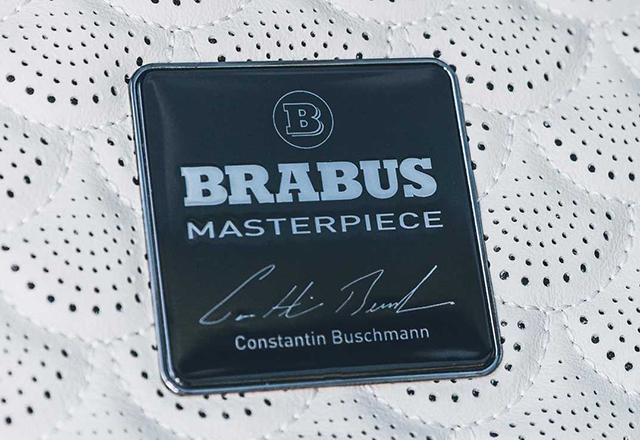 B
BRABUS
MASTERPIECE
Constantin Buschmann